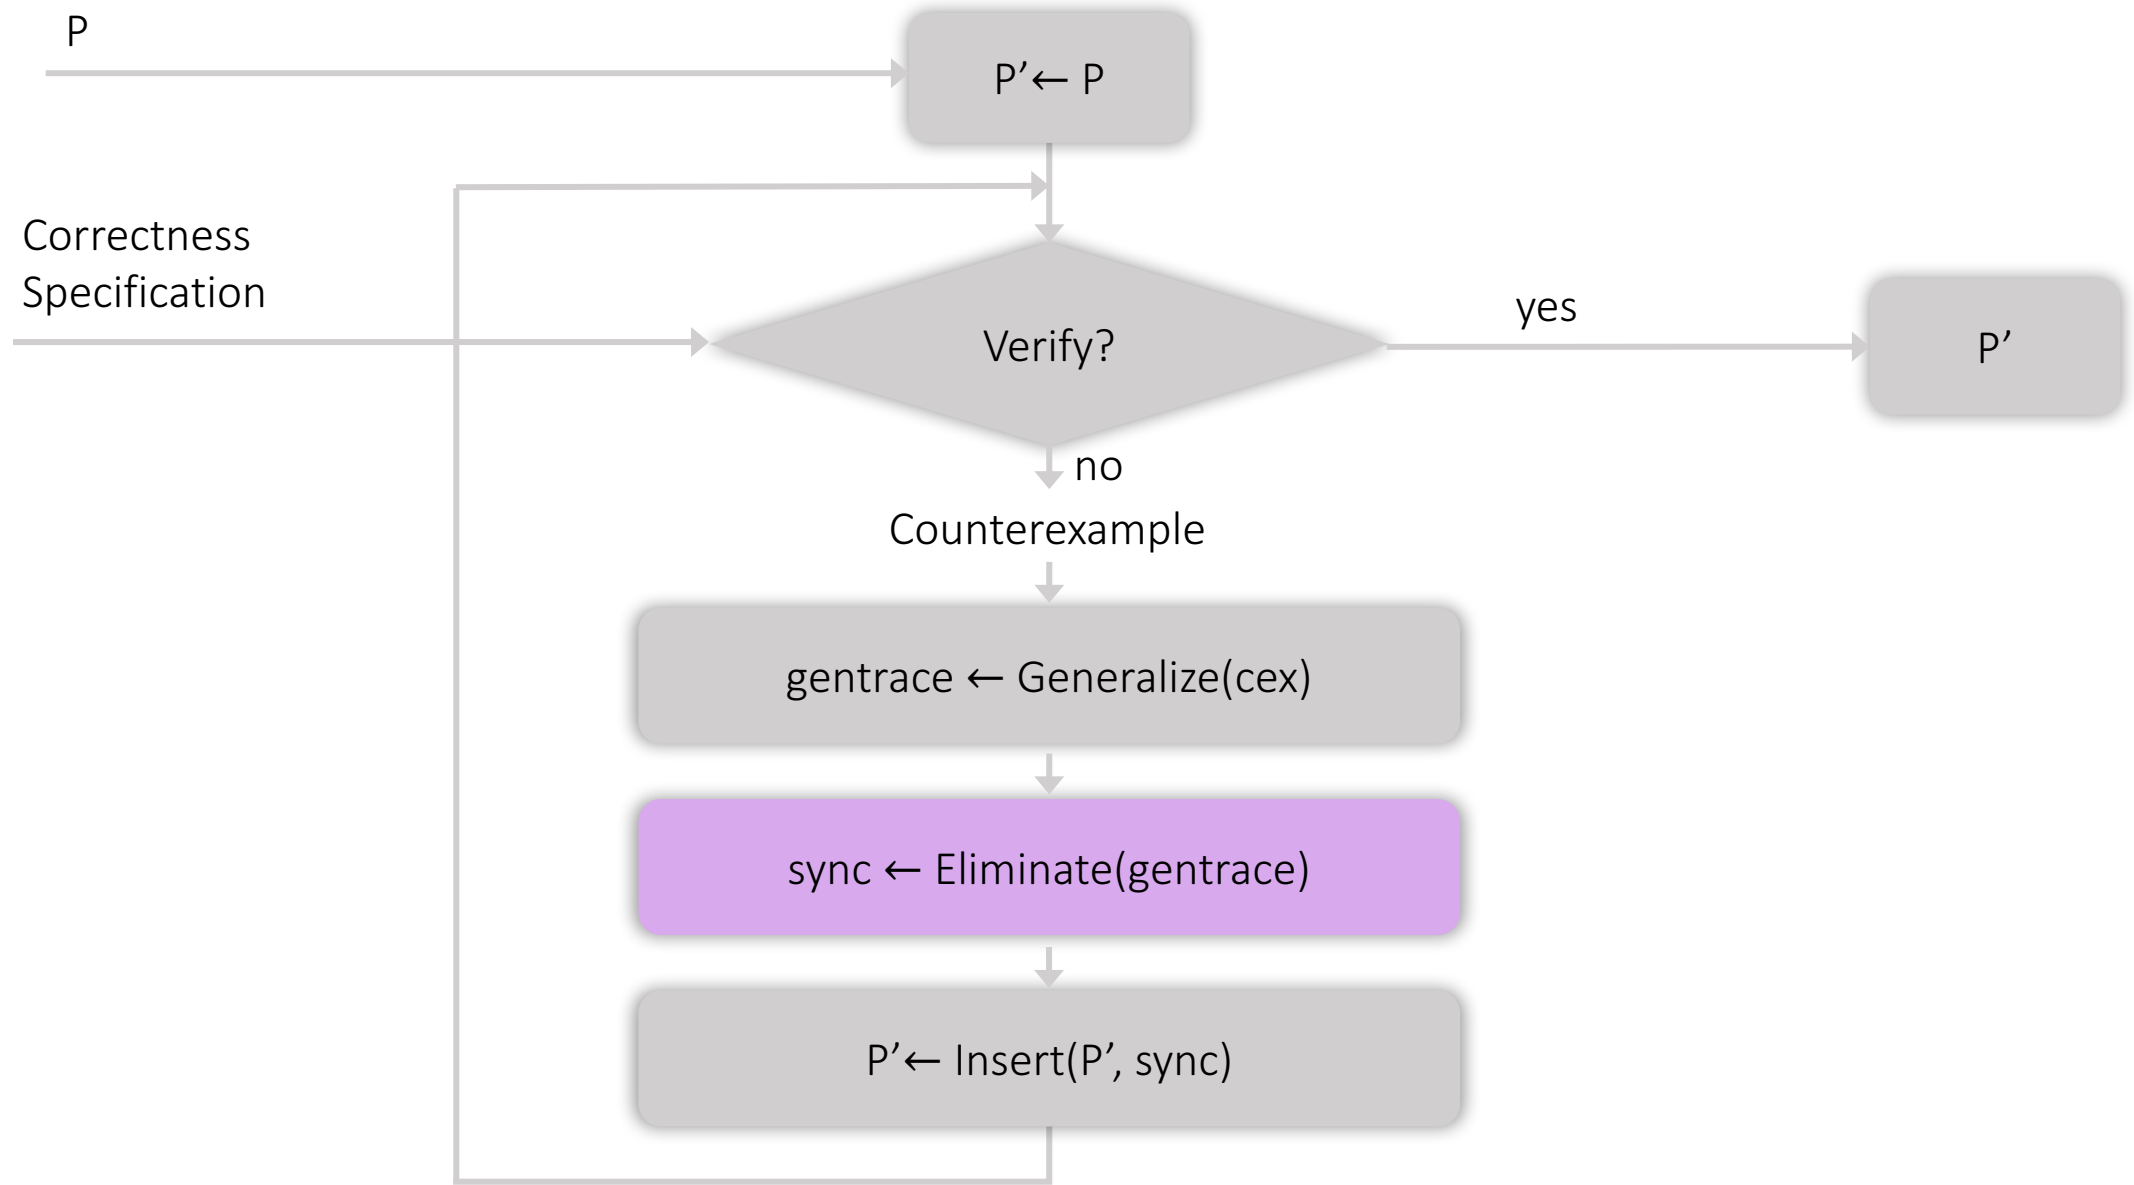 P
P’← P
Correctness
Specification
Verify?
yes
P’
no
Counterexample
gentrace ← Generalize(cex)
sync ← Eliminate(gentrace)
P’← Insert(P’, sync)